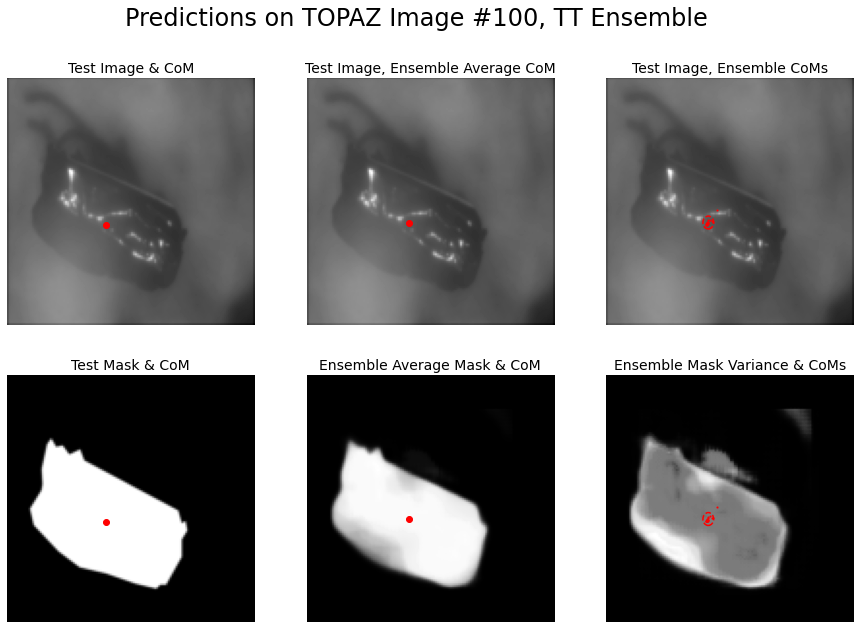 Predictions on TOPAZ Image #100, TT Ensemble
Test Image & CoM
Test Image, Ensemble Average CoM
Test Image, Ensemble CoMs
Test Mask & CoM
Ensemble Average Mask & CoM
Ensemble Mask Variance & CoMs